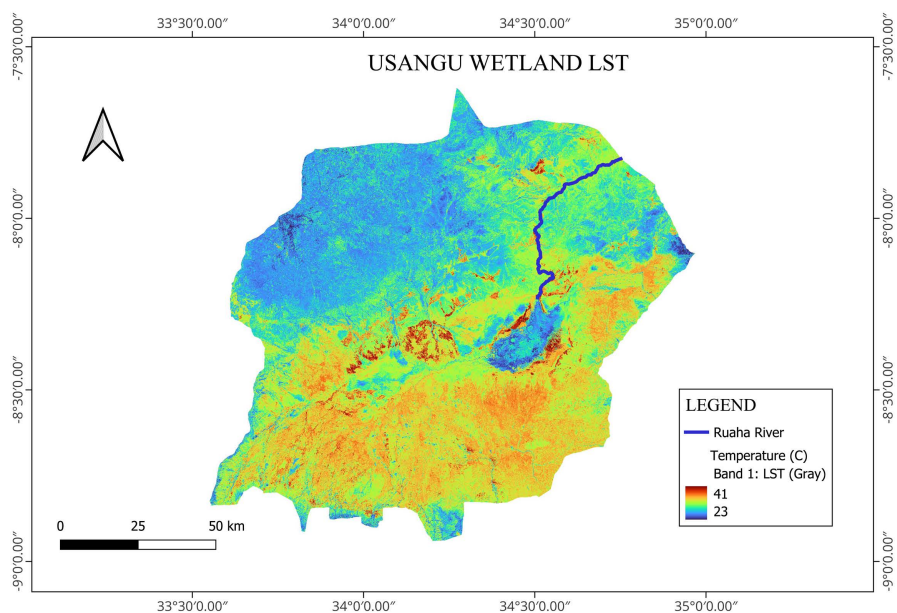 33°30'0.00″ 34°0'0.00″ 34°30'0.00″ 35°0'0.00″
-7°30'0.00″ -7°30'0.00″
USANGU WETLAND LST
-8°0'0.00″ -8°0'0.00″
-8°30'0.00″ -8°30'0.00″
LEGEND
Ruaha River
Temperature (C)
Band 1: LST (Gray)
41
23
0 25 50 km
-9°0'0.00″ -9°0'0.00″
33°30'0.00″ 34°0'0.00″ 34°30'0.00″ 35°0'0.00″